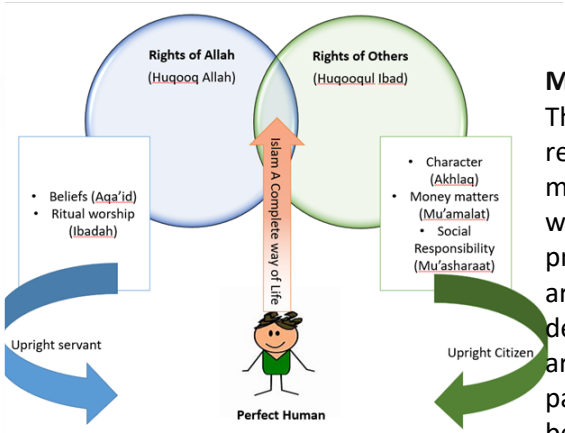 Rights of Allah
(Huqooq Allah)
Rights of Others
(Huqooqul Ibad)
• Beliefs (Aqa'id)
• Ritual worship
(Ibadah)
Islam A Complete way of Life
• Character
(Akhlaq)
• Money matters
(Mu'amalat)
• Social
Responsibility
(Mu'asharaat)
Upright servant
Upright Citizen
Perfect Human
M
Th
re
m
w
pr
ar
de
ar
pa